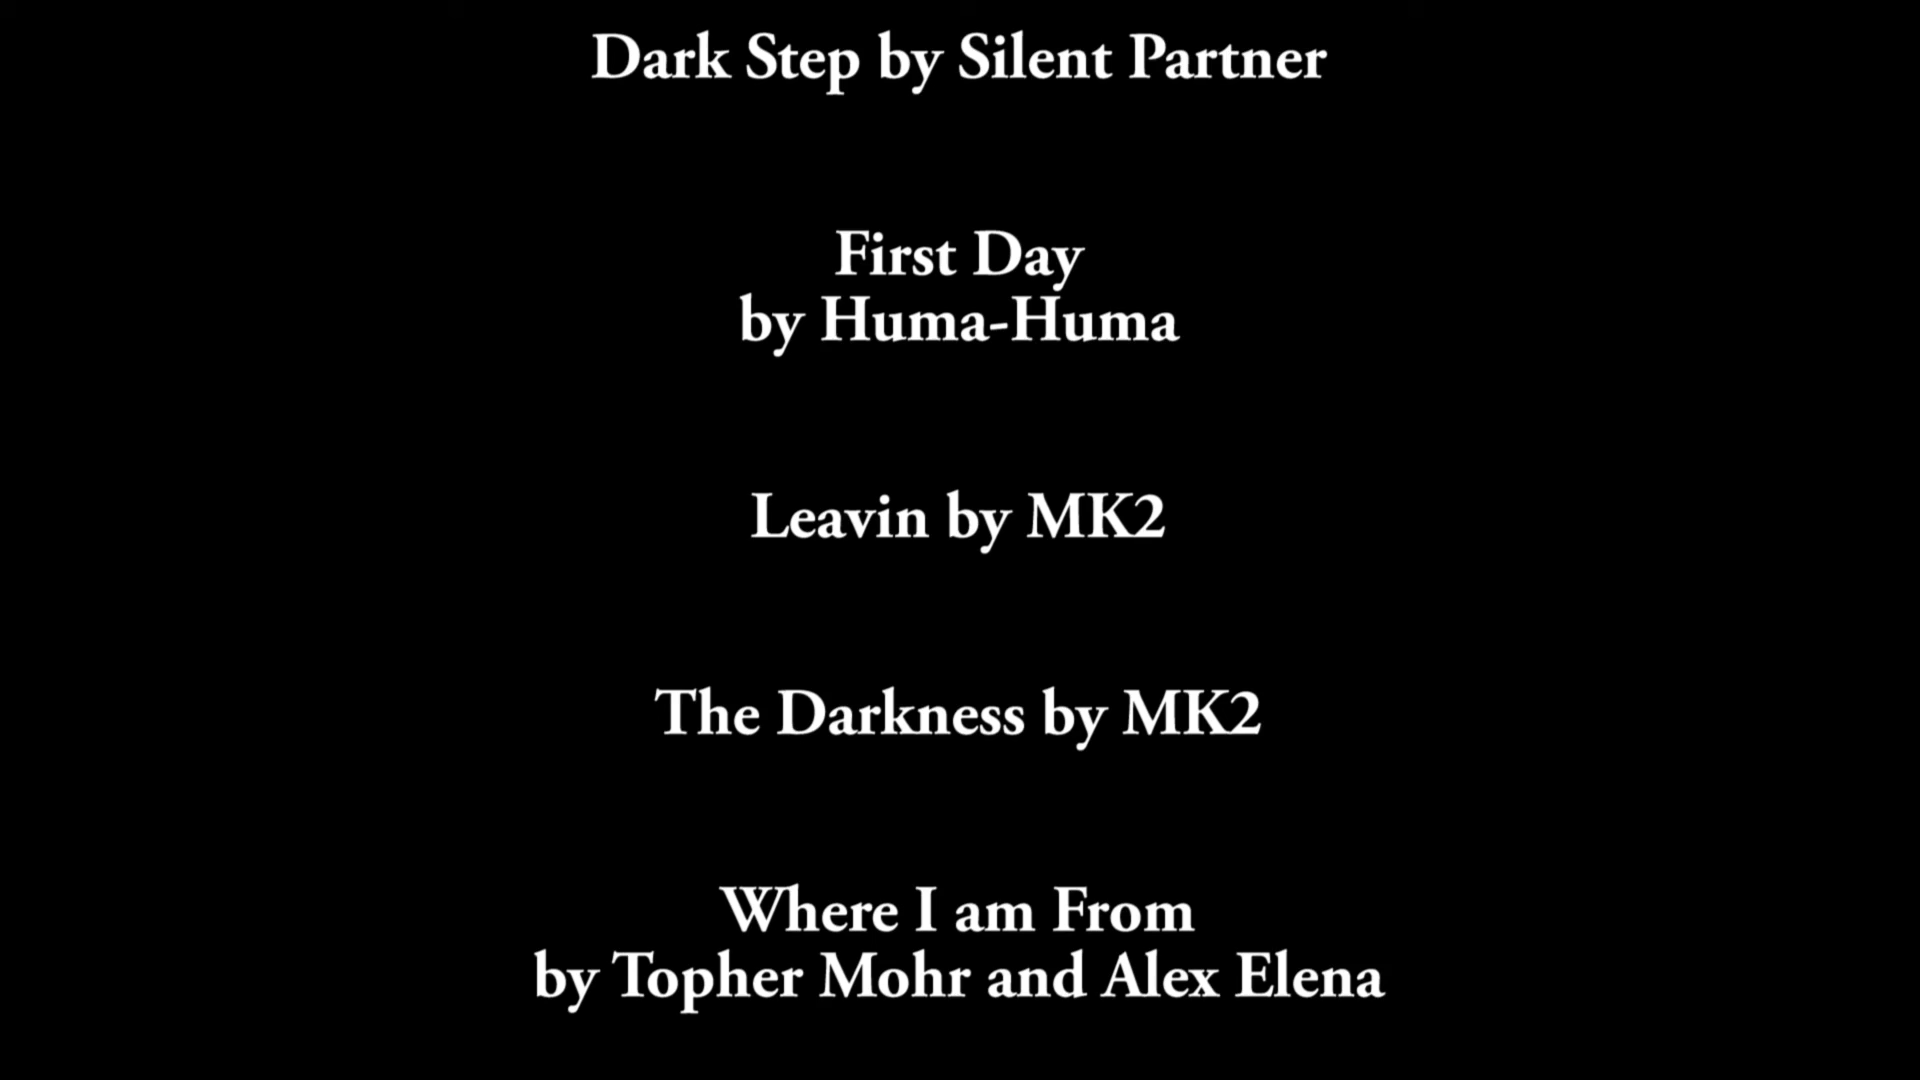 Dark Step by Silent Partner
First Day
by Huma-Huma
Leavin by MK2
The Darkness by MK2
Where I am From
by Topher Mohr and Alex Elena